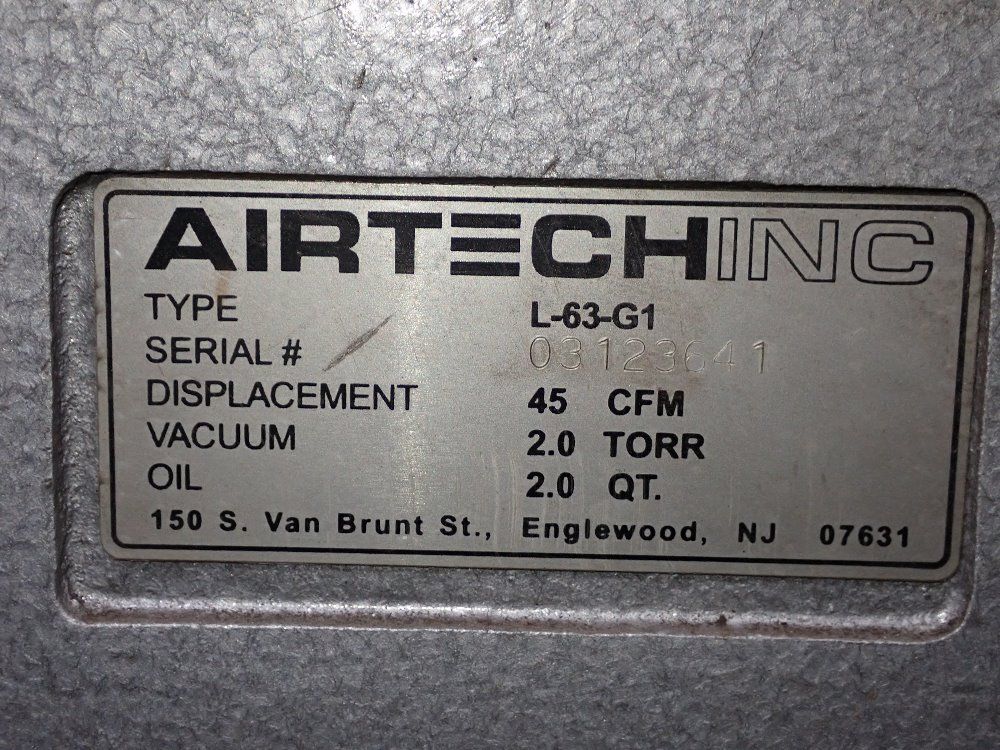 AIRTECHINC
TYPE L-63-G1
SERIAL # 03123641
DISPLACEMENT 45 CFM
VACUUM 2.0 TORR
OIL 2.0 QT.
150 S. Van Brunt St., Englewood, NJ 07631